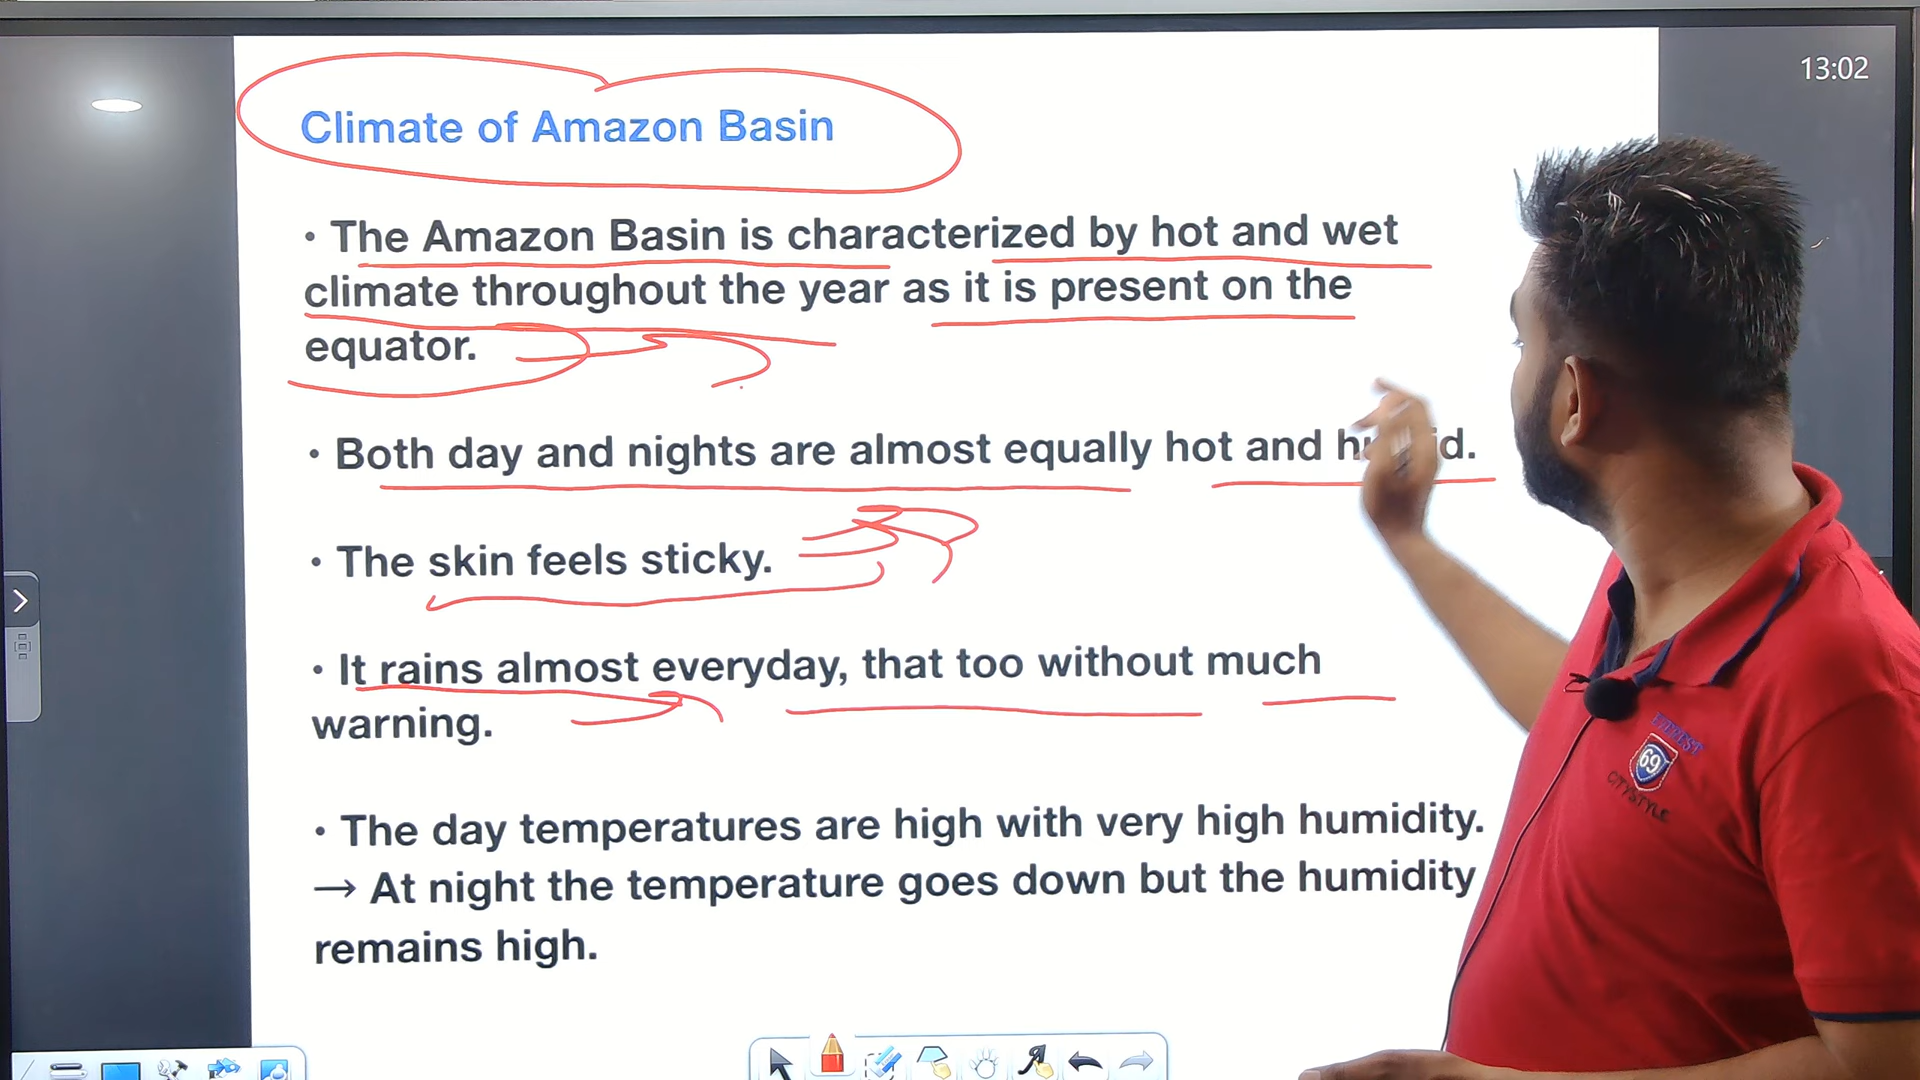 13:02
Climate of Amazon Basin
• The Amazon Basin is characterized by hot and wet
climate throughout the year as it is present on the
equator.
• Both day and nights are almost equally hot and
• The skin feels sticky.
• It rains almost everyday, that too without much
warning.
• The day temperatures are high with very high humidity.
→ At night the temperature goes down but the humidity
remains high.
69
CITYSTYLE